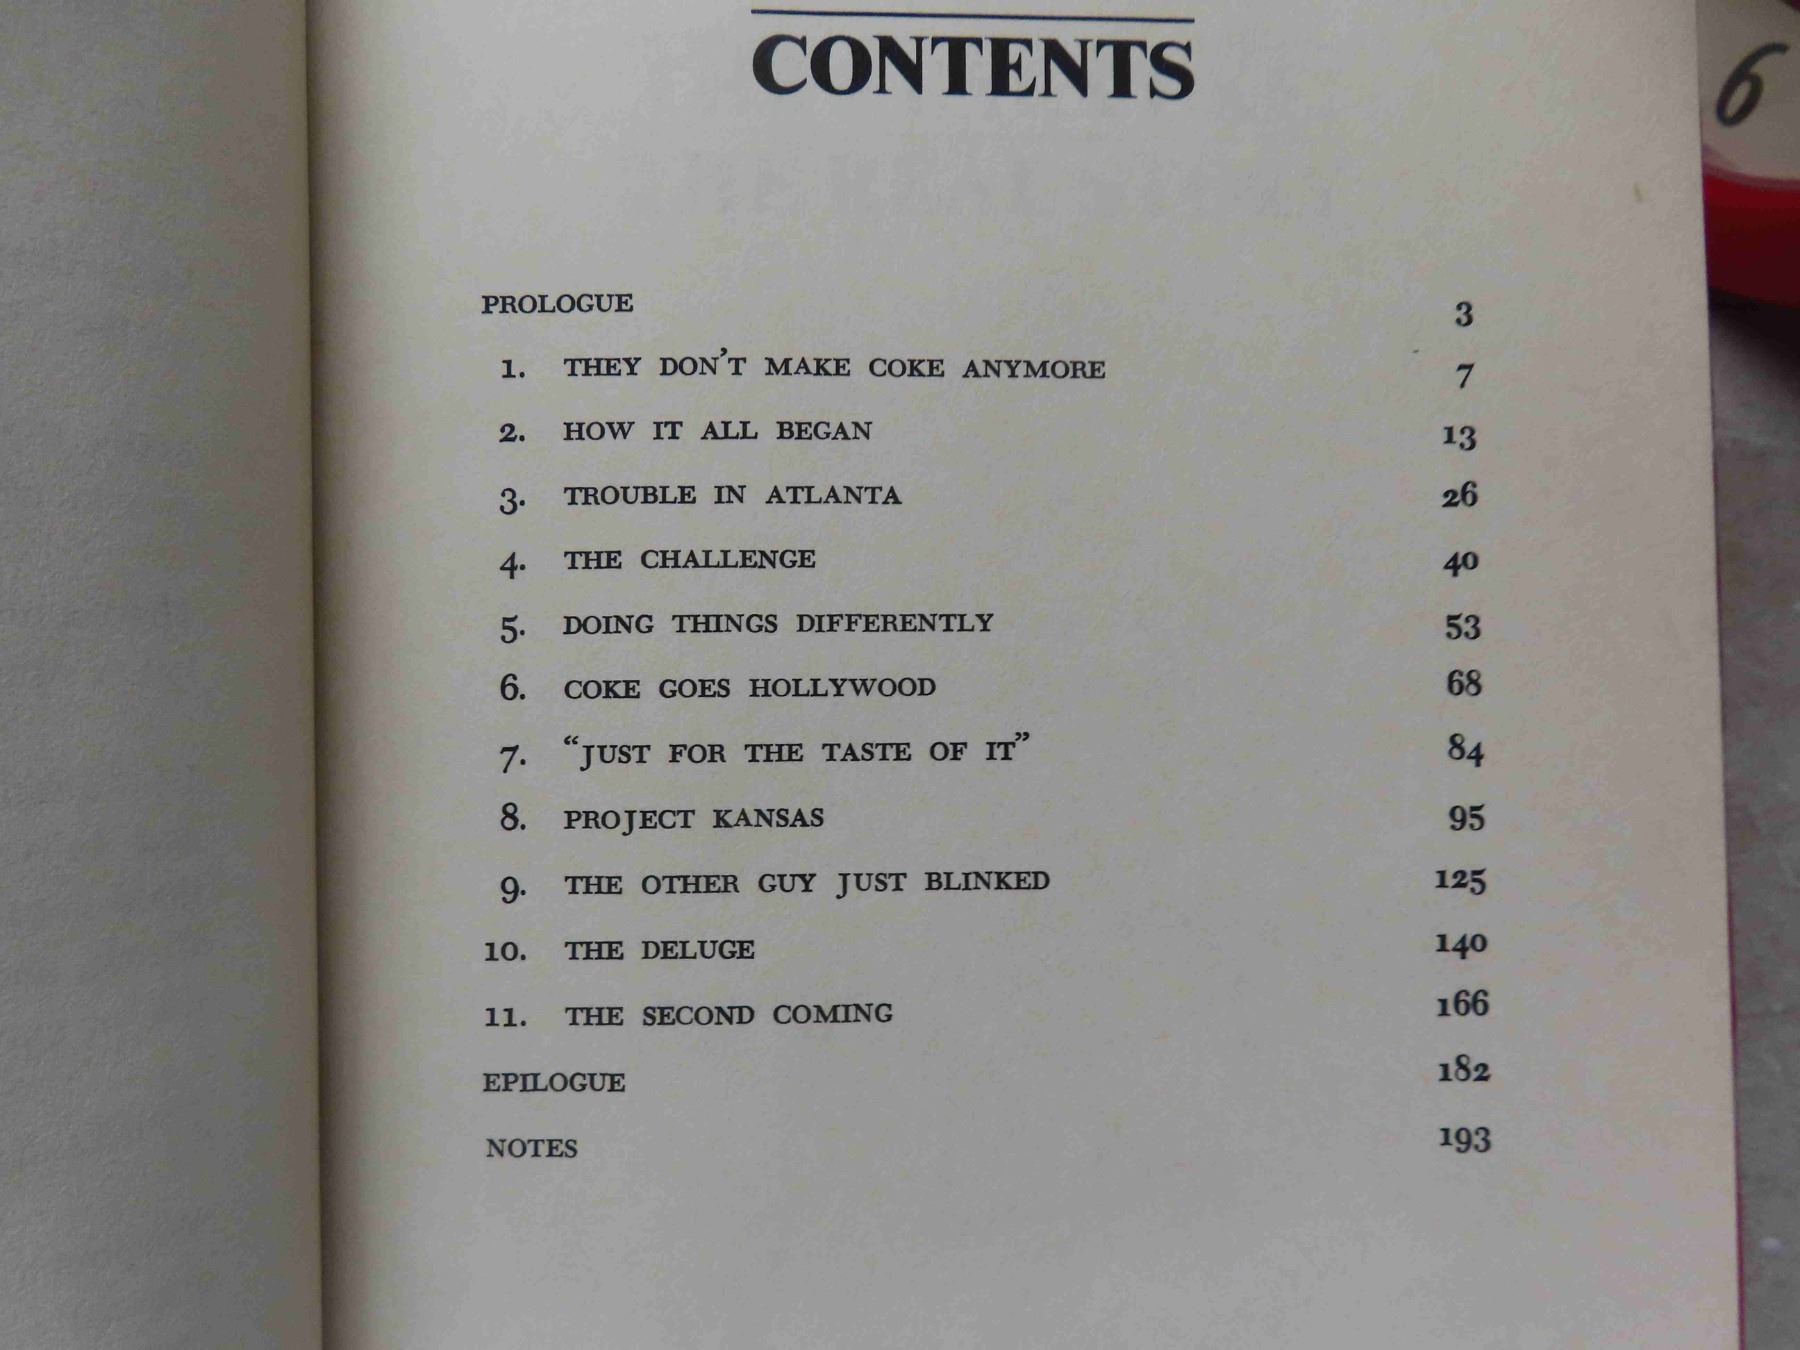 CONTENTS
6
PROLOGUE 3
1. THEY DON'T MAKE COKE ANYMORE 7
2. HOW IT ALL BEGAN 13
3. TROUBLE IN ATLANTA 26
4. THE CHALLENGE 40
5. DOING THINGS DIFFERENTLY 53
6. COKE GOES HOLLYWOOD 68
7. “JUST FOR THE TASTE OF IT” 84
8. PROJECT KANSAS 95
9. THE OTHER GUY JUST BLINKED 125
10. THE DELUGE 140
11. THE SECOND COMING 166
EPILOGUE 182
NOTES 193